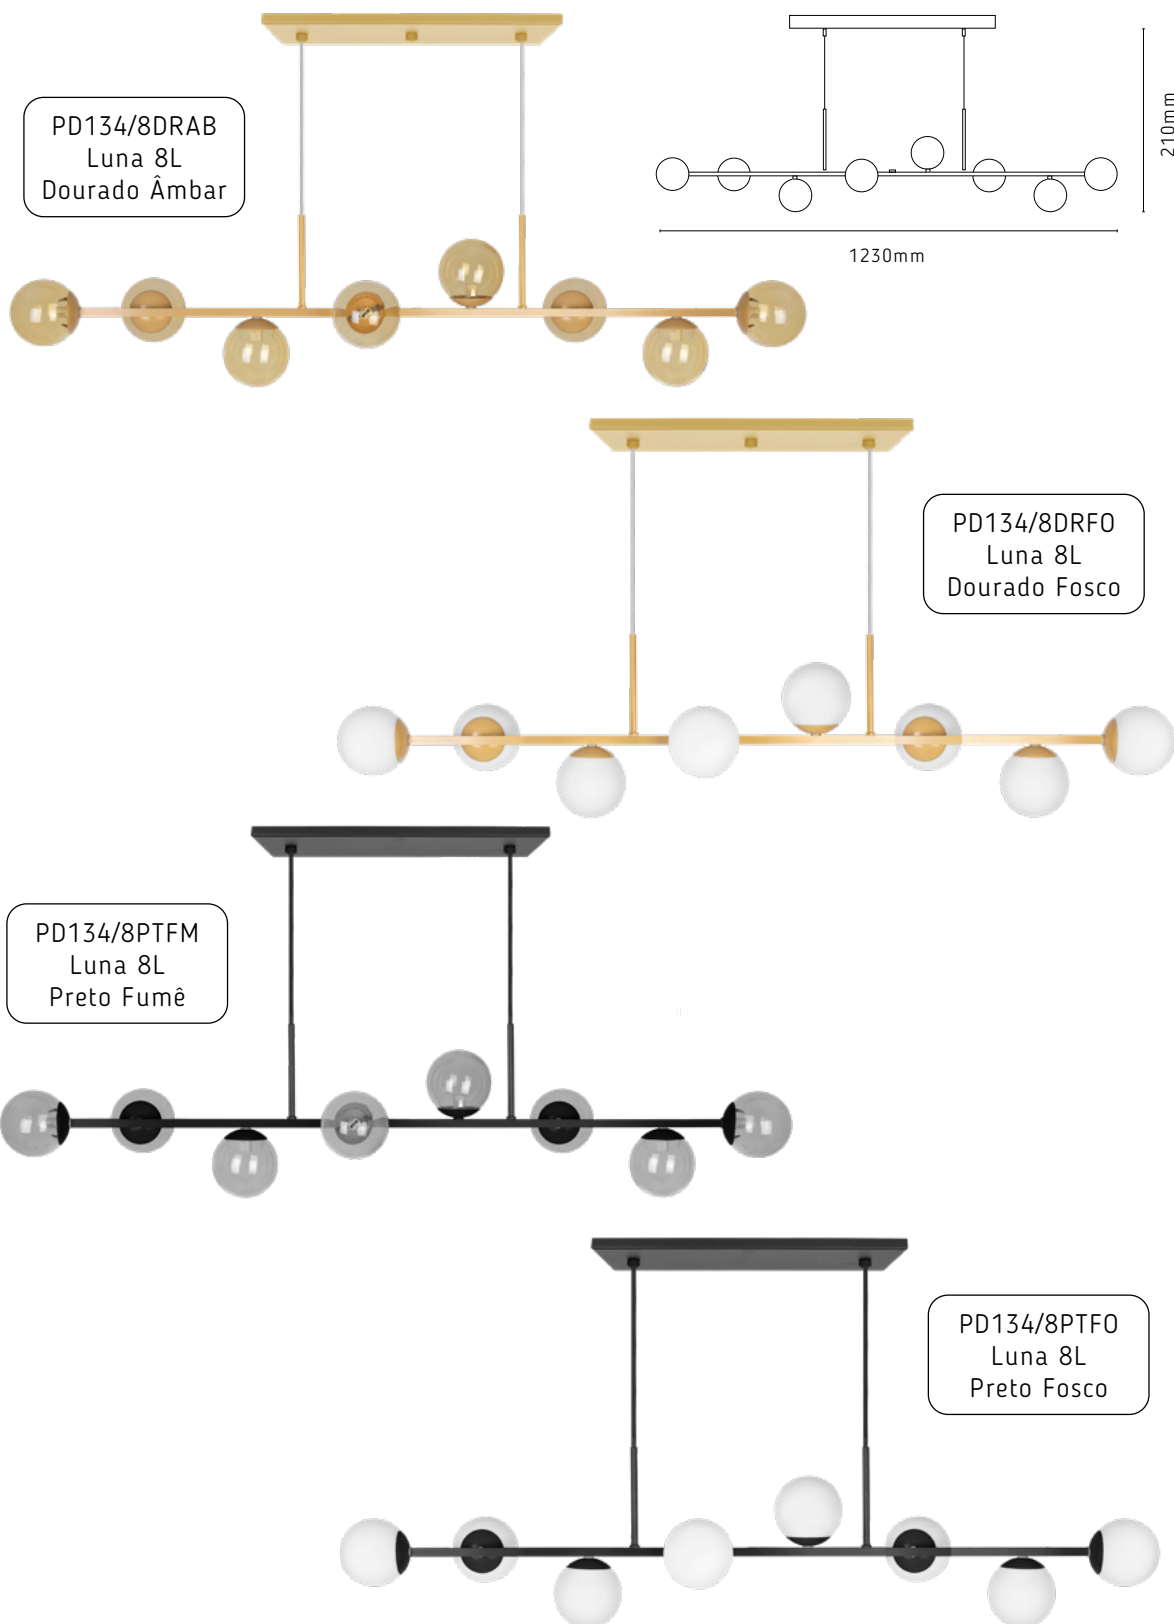 PD134/8DRAB
Luna 8L
Dourado Âmbar
210mm
1230mm
PD134/8DRFO
Luna 8L
Dourado Fosco
PD134/8PTFM
Luna 8L
Preto Fumê
PD134/8PTFO
Luna 8L
Preto Fosco